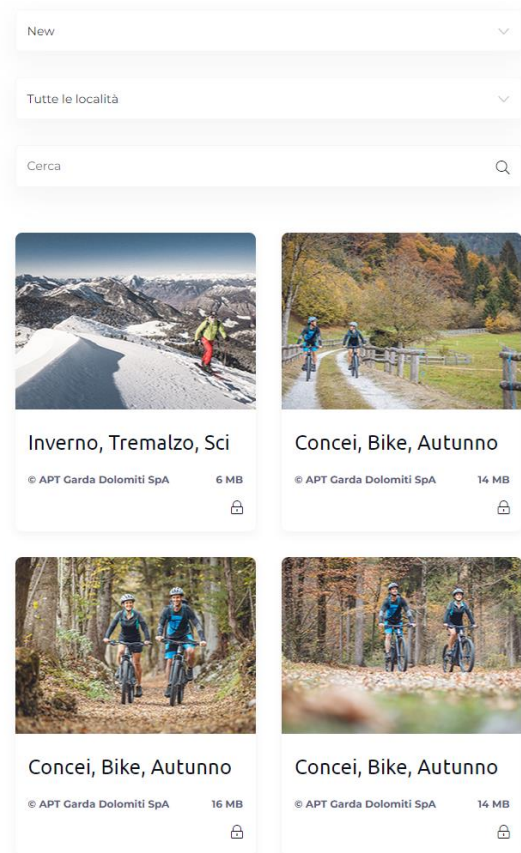 New
Tutte le località
Cerca
Inverno, Tremalzo, Sci
© APT Garda Dolomiti SpA 6 MB
Concei, Bike, Autunno
© APT Garda Dolomiti SpA 14 MB
Concei, Bike, Autunno
© APT Garda Dolomiti SpA 16 MB
Concei, Bike, Autunno
© APT Garda Dolomiti SpA 14 MB